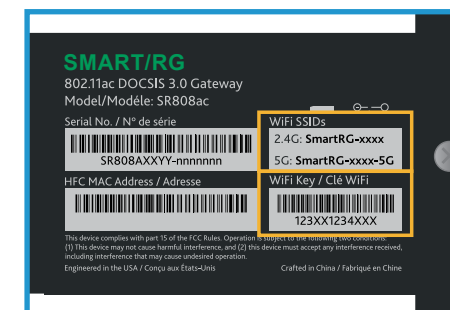 SMART/RG
802.11ac DOCSIS 3.0 Gateway
Model/Modéle: SR808ac
Serial No. / Nº de série
SR808AXXYY-nnnnnnn
WiFi SSIDs
2.4G: SmartRG-xxxx
5G: SmartRG-xxxx-5G
HFC MAC Address / Adresse
WiFi Key / Clé WiFi
123XX1234XXX
This device complies with part 15 of the FCC Rules. Operation is subject to the following two conditions:
(1) This device may not cause harmful interference, and (2) this device must accept any interference received,
including interference that may cause undesired operation.
Engineered in the USA / Conçu aux États-Unis
Crafted in China / Fabriqué en Chine